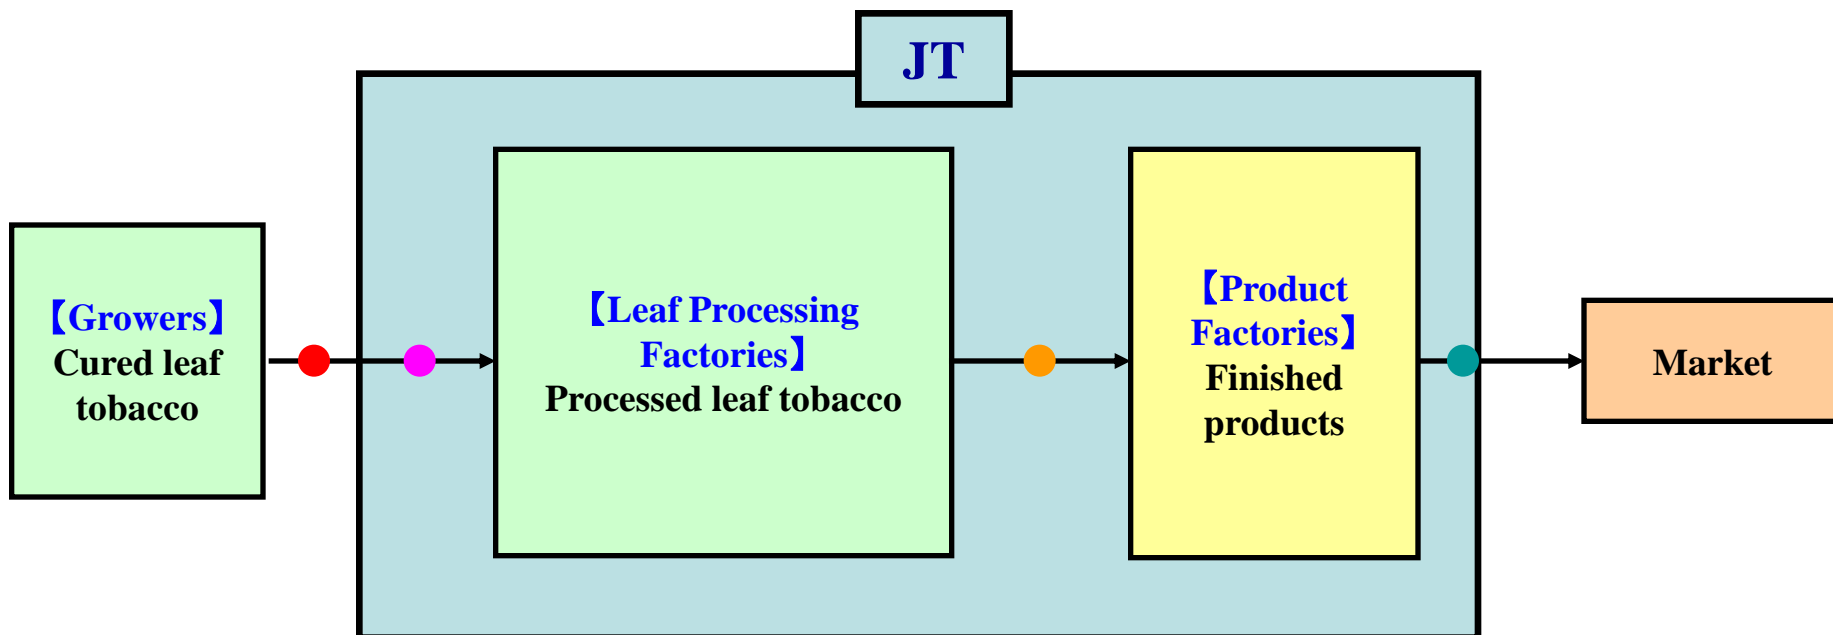 JT
【Growers】
Cured leaf
tobacco
【Leaf Processing
Factories】
Processed leaf tobacco
【Product
Factories】
Finished
products
Market